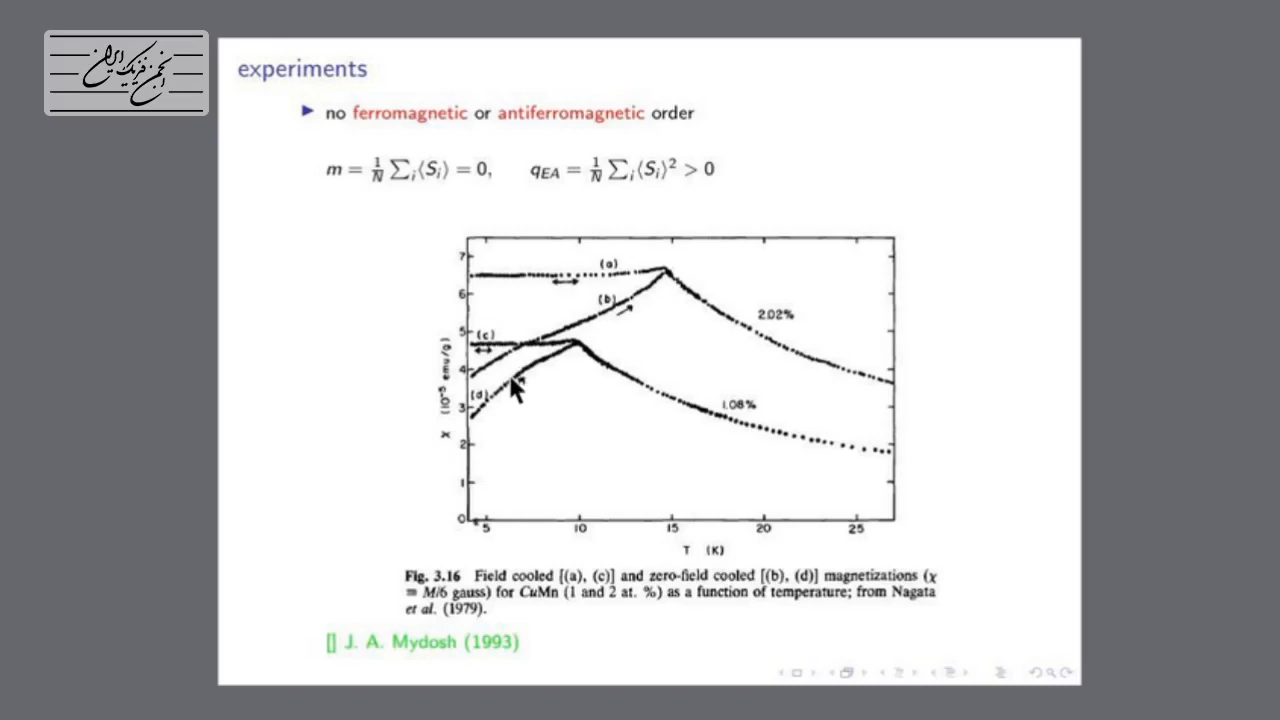 انجمن فیزیک ایران
experiments
no ferromagnetic or antiferromagnetic order
m = 1/N ∑i⟨Si⟩ = 0, qEA = 1/N ∑i⟨Si⟩² > 0
7
6
5
4
3
2
1
0
χ (10⁻⁵ emu/g)
(a)
(b)
(c)
(d)
2.02%
1.08%
5 10 15 20 25
T (K)
Fig. 3.16 Field cooled [(a), (c)] and zero-field cooled [(b), (d)] magnetizations (χ
= M/6 gauss) for CuMn (1 and 2 at. %) as a function of temperature; from Nagata
et al. (1979).
[] J. A. Mydosh (1993)